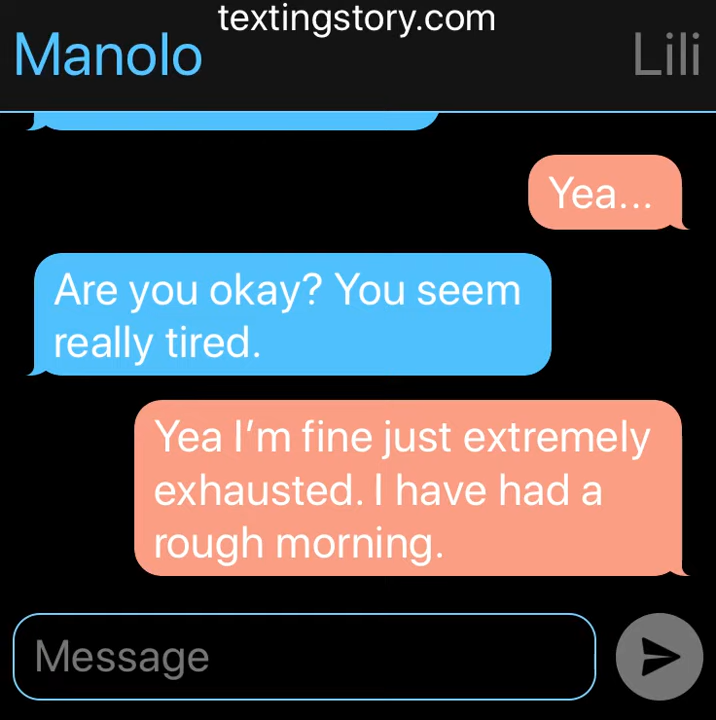 textingstory.com
Manolo Lili
Yea...
Are you okay? You seem
really tired.
Yea I’m fine just extremely
exhausted. I have had a
rough morning.
Message